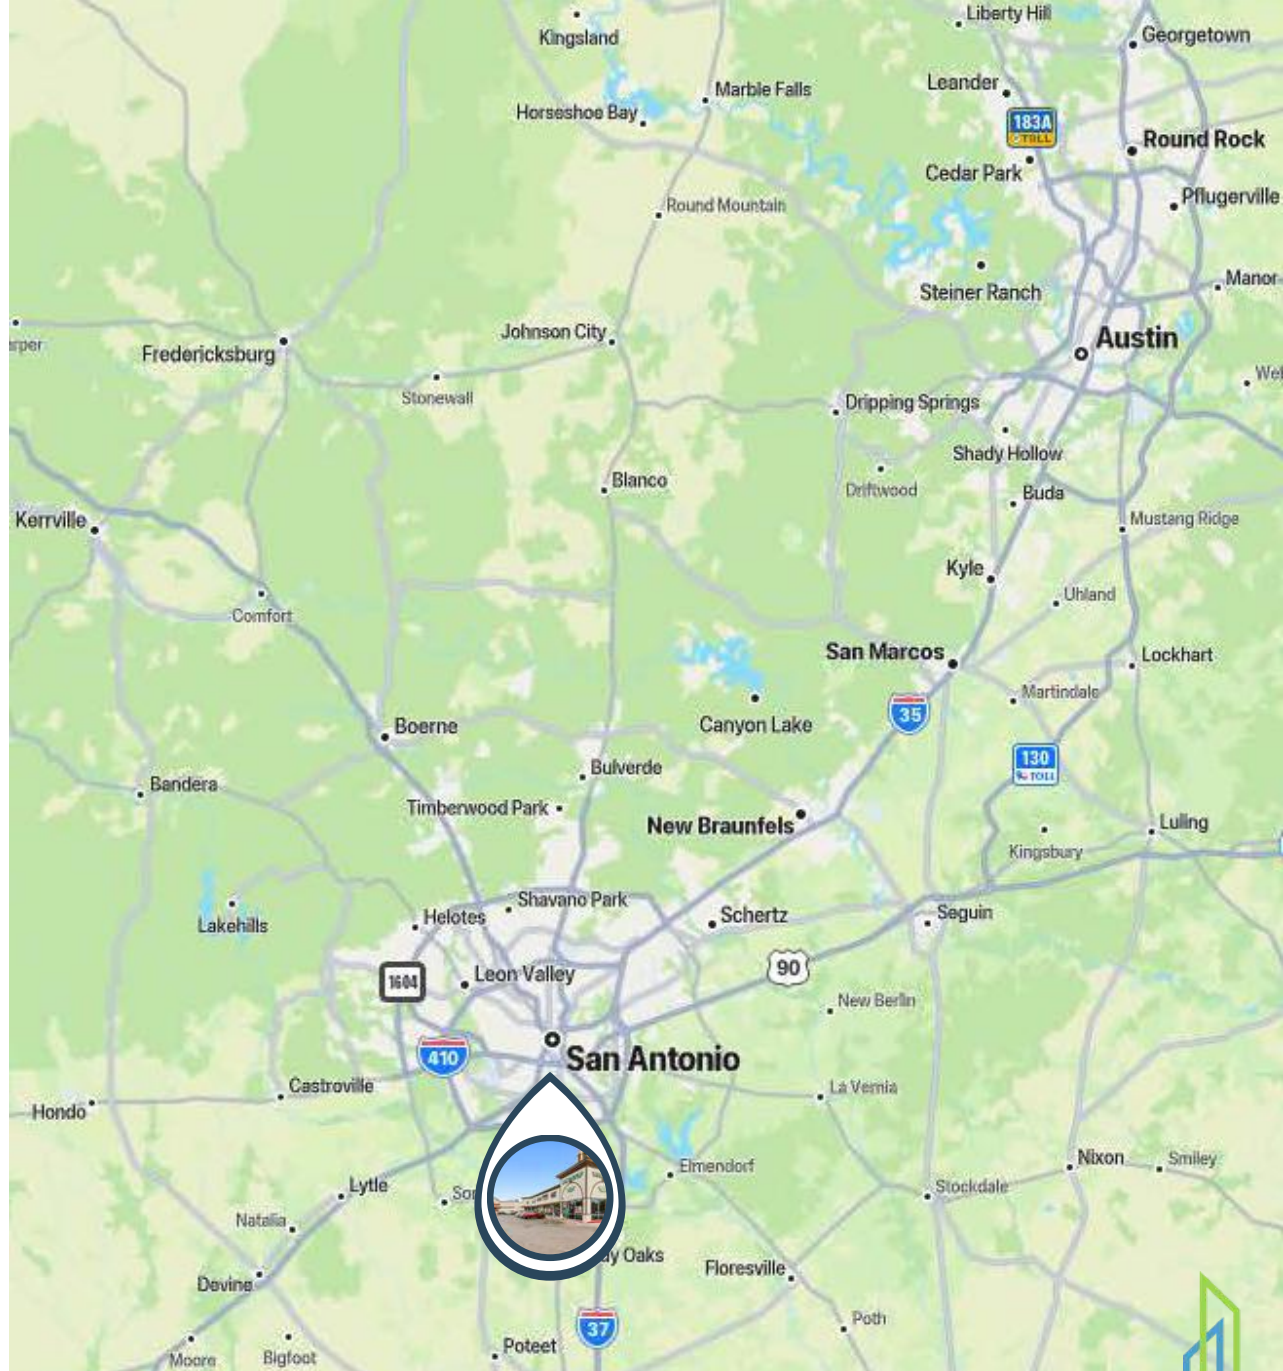 Liberty Hill
Kingsland
Georgetown
Leander
Marble Falls
Horseshoe Bay
183A
TOLL
Round Rock
Cedar Park
Pflugerville
Round Mountain
Manor
Steiner Ranch
Johnson City
Austin
Fredericksburg
Stonewall
Dripping Springs
Shady Hollow
Blanco
Driftwood
Buda
Kerrville
Mustang Ridge
Kyle
Uhland
Comfort
San Marcos
Lockhart
Martindale
35
Canyon Lake
Boerne
130
TOLL
Bulverde
Bandera
Timberwood Park
New Braunfels
Luling
Kingsbury
Shavano Park
Helotes
Schertz
Seguin
Lakehills
90
Leon Valley
1604
New Berlin
410
San Antonio
Castroville
La Vernia
Hondo
Nixon
Smiley
Elmendorf
Lytle
Stockdale
Natalia
Oaks
Floresville
Devine
Poth
37
Poteet
Moore
Bigfoot